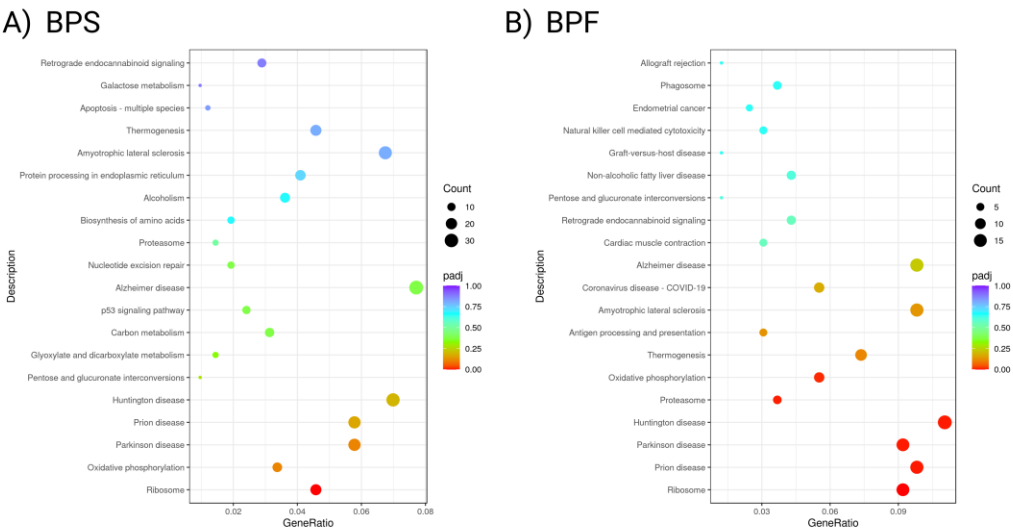 A) BPS
Retrograde endocannabinoid signaling
Galactose metabolism
Apoptosis - multiple species
Thermogenesis
Amyotrophic lateral sclerosis
Protein processing in endoplasmic reticulum
Alcoholism
Biosynthesis of amino acids
Proteasome
Nucleotide excision repair
Alzheimer disease
p53 signaling pathway
Carbon metabolism
Glyoxylate and dicarboxylate metabolism
Pentose and glucuronate interconversions
Huntington disease
Prion disease
Parkinson disease
Oxidative phosphorylation
Ribosome
Description
0.02 0.04 0.06 0.08
GeneRatio
Count
10
20
30
padj
1.00
0.75
0.50
0.25
0.00
B) BPF
Allograft rejection
Phagosome
Endometrial cancer
Natural killer cell mediated cytotoxicity
Graft-versus-host disease
Non-alcoholic fatty liver disease
Pentose and glucuronate interconversions
Retrograde endocannabinoid signaling
Cardiac muscle contraction
Alzheimer disease
Coronavirus disease - COVID-19
Amyotrophic lateral sclerosis
Antigen processing and presentation
Thermogenesis
Oxidative phosphorylation
Proteasome
Huntington disease
Parkinson disease
Prion disease
Ribosome
Description
0.03 0.06 0.09
GeneRatio
Count
5
10
15
padj
1.00
0.75
0.50
0.25
0.00